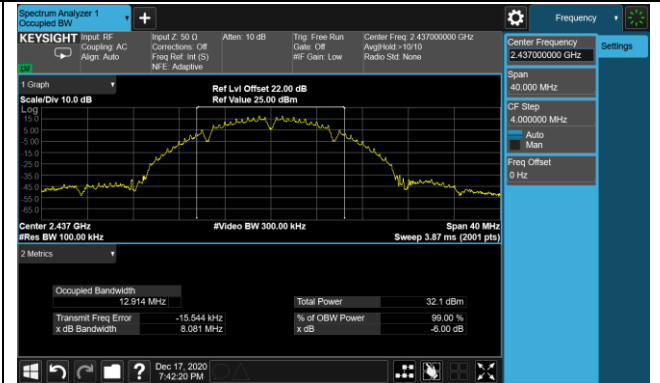 Spectrum Analyzer 1
Occupied BW
+
Frequency
KEYSIGHT
Input: RF
Coupling: AC
Align: Auto
Input Z: 50 Ω
Corrections: Off
Freq Ref: Int (S)
NFE: Adaptive
Atten: 10 dB
Trig: Free Run
Gate: Off
#IF Gain: Low
Center Freq: 2.437000000 GHz
Avg|Hold:>10/10
Radio Std: None
Center Frequency
2.437000000 GHz
Settings
Span
40.000 MHz
CF Step
4.000000 MHz
Auto
Man
Freq Offset
0 Hz
1 Graph
Scale/Div 10.0 dB
Ref Lvl Offset 22.00 dB
Ref Value 25.00 dBm
Log
15.0
5.00
-5.00
-15.0
-25.0
-35.0
-45.0
-55.0
-65.0
Center 2.437 GHz
#Video BW 300.00 kHz
Span 40 MHz
#Res BW 100.00 kHz
Sweep 3.87 ms (2001 pts)
2 Metrics
Occupied Bandwidth
12.914 MHz
Total Power 32.1 dBm
Transmit Freq Error -15.544 kHz
% of OBW Power 99.00 %
x dB Bandwidth 8.081 MHz
x dB -6.00 dB
?
Dec 17, 2020
7:42:20 PM